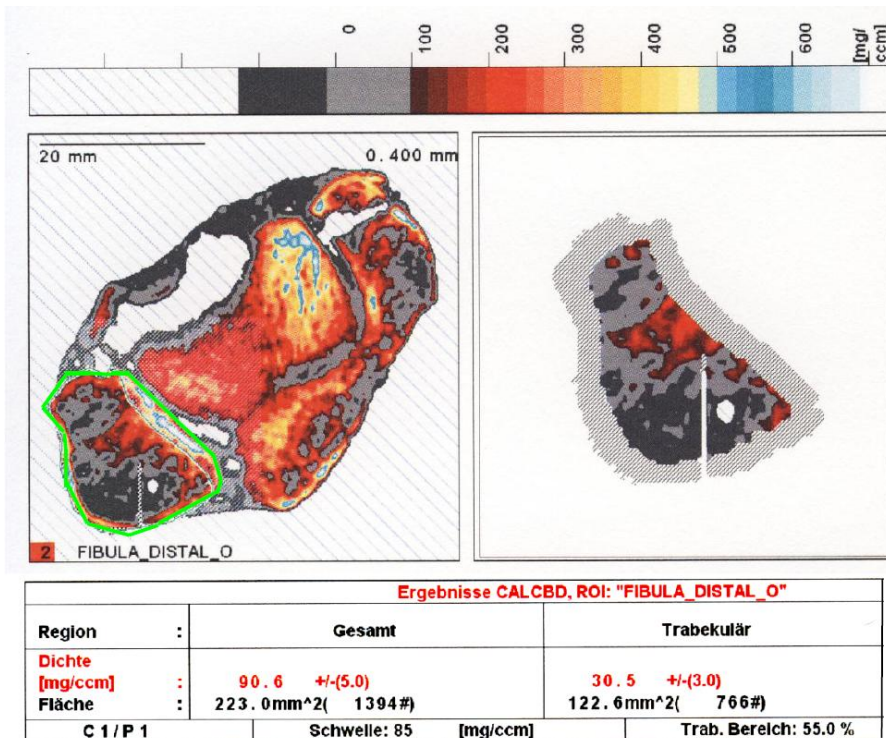 0 100 200 300 400 500 600 [mg/ccm]
20 mm 0.400 mm
2 FIBULA_DISTAL_O
Ergebnisse CALCBD, ROI: "FIBULA_DISTAL_O"
Region : Gesamt Trabekulär
Dichte
[mg/ccm] : 90.6 +/-(5.0) 30.5 +/-(3.0)
Fläche : 223.0mm^2( 1394#) 122.6mm^2( 766#)
C 1 / P 1 Schwelle: 85 [mg/ccm] Trab. Bereich: 55.0 %